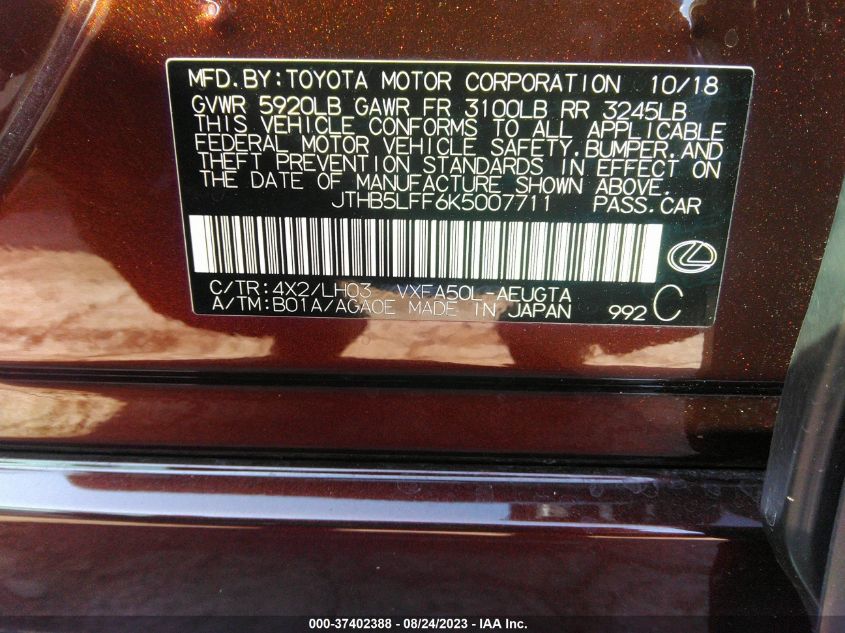 MFD.BY:TOYOTA MOTOR CORPORATION 10/18
GVWR 5920LB GAWR FR 3100LB RR 3245LB
THIS VEHICLE CONFORMS TO ALL APPLICABLE
FEDERAL MOTOR VEHICLE SAFETY,BUMPER,AND
THEFT PREVENTION STANDARDS IN EFFECT ON
THE DATE OF MANUFACTURE SHOWN ABOVE.
JTHB5LFF6K5007711 PASS.CAR
C/TR:4X2/LH03 VXFA50L-AEUGTA
A/TM:B01A/AGA0E MADE IN JAPAN 992 C
000-37402388 - 08/24/2023 - IAA Inc.